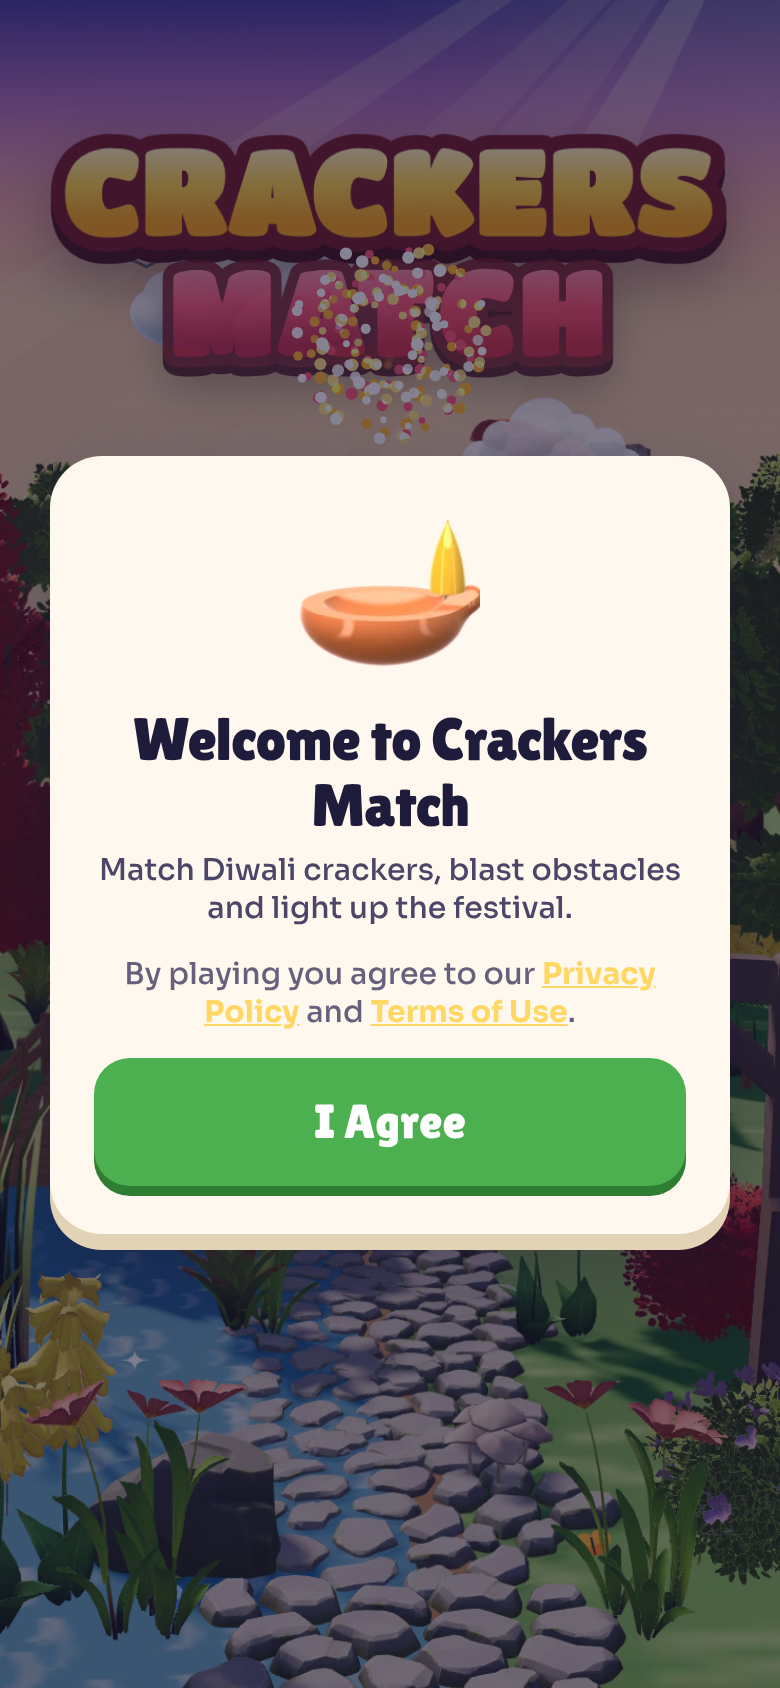 CRACKERS
MATCH
Welcome to Crackers
Match
Match Diwali crackers, blast obstacles
and light up the festival.
By playing you agree to our Privacy
Policy and Terms of Use.
I Agree